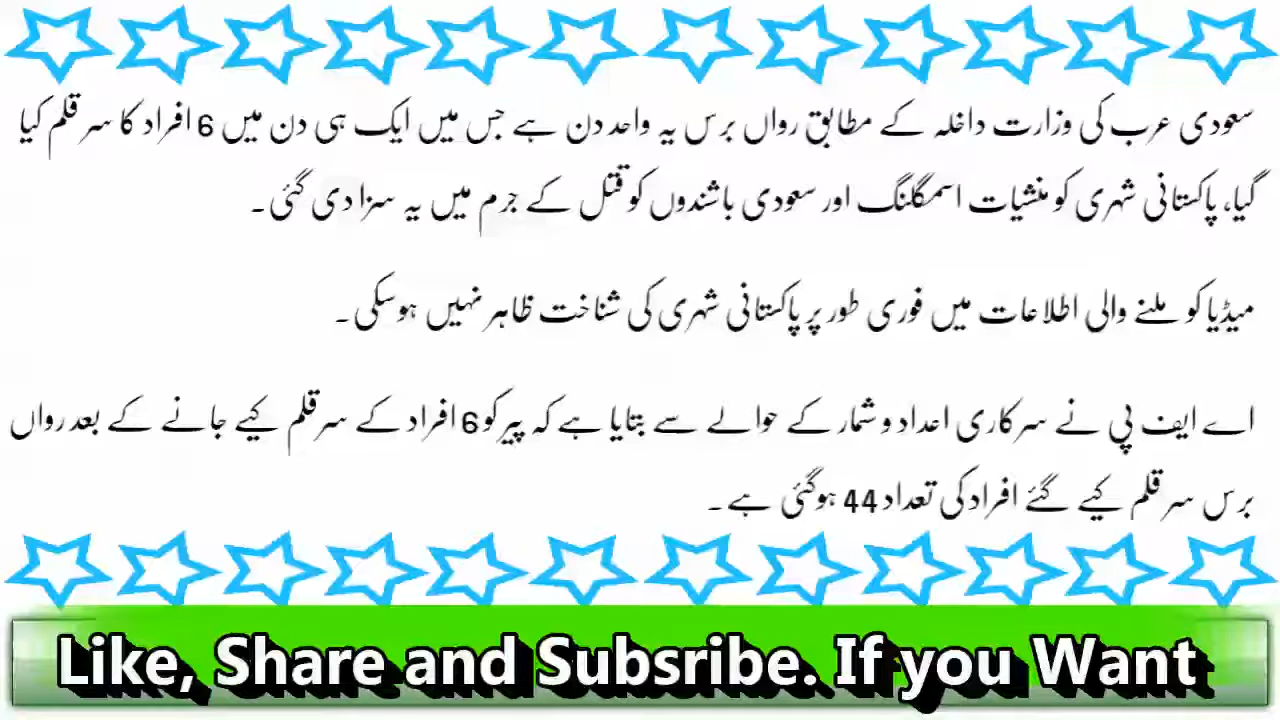 سعودی عرب کی وزارت داخلہ کے مطابق رواں برس یہ واحد دن ہے جس میں ایک ہی دن میں 6 افراد کا سر قلم کیا
گیا، پاکستانی شہری کو منشیات اسمگلنگ اور سعودی باشندوں کو قتل کے جرم میں یہ سزا دی گئی۔
میڈیا کو ملنے والی اطلاعات میں فوری طور پر پاکستانی شہری کی شناخت ظاہر نہیں ہوسکی۔
اے ایف پی نے سرکاری اعداد و شمار کے حوالے سے بتایا ہے کہ پیر کو 6 افراد کے سر قلم کیے جانے کے بعد رواں
برس سر قلم کیے گئے افراد کی تعداد 44 ہوگئی ہے۔
Like, Share and Subsribe. If you Want